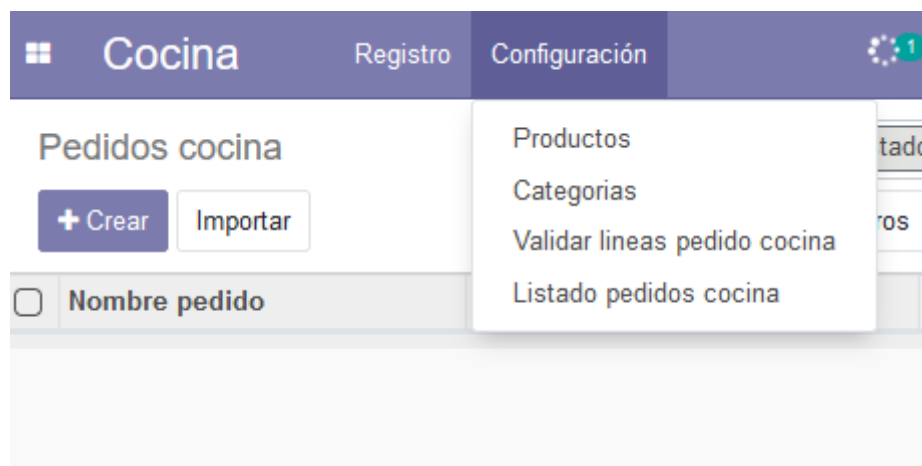 Cocina Registro Configuración 1
Pedidos cocina
Crear Importar
Nombre pedido
Productos
Categorias
Validar lineas pedido cocina
Listado pedidos cocina